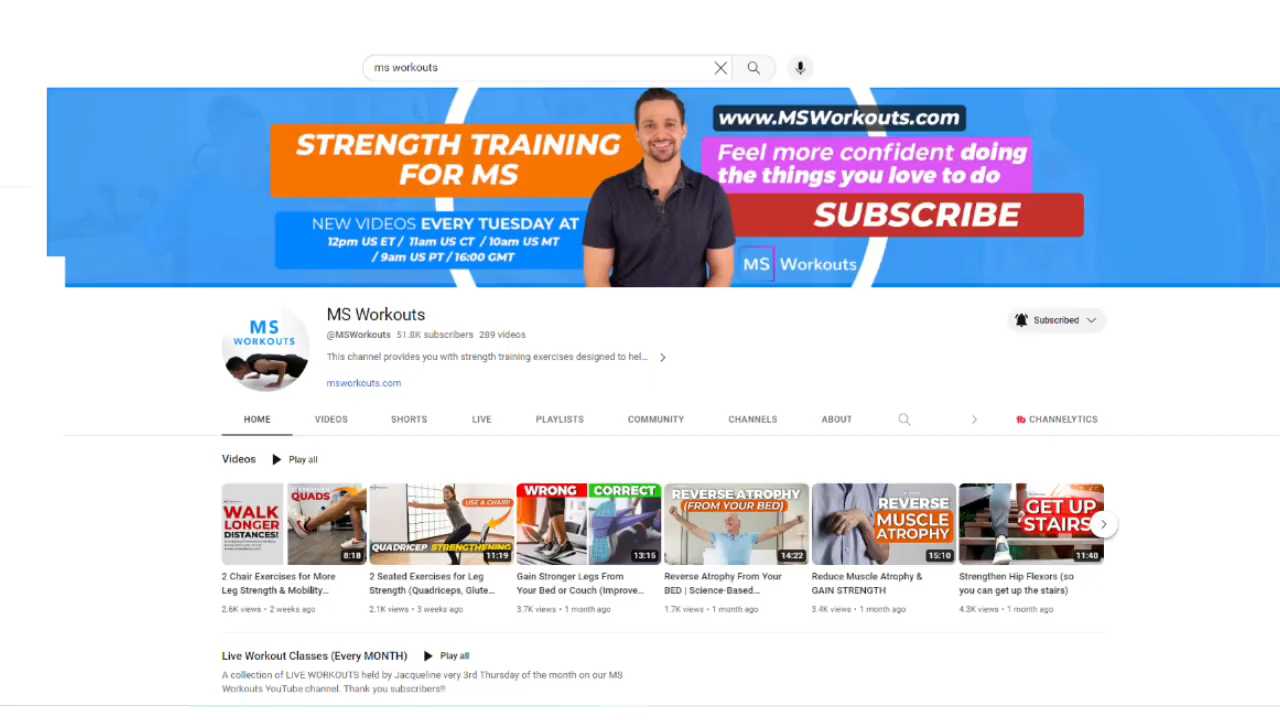 ms workouts
STRENGTH TRAINING
FOR MS
NEW VIDEOS EVERY TUESDAY AT
12pm US ET / 11am US CT / 10am US MT
/ 9am US PT / 16:00 GMT
www.MSWorkouts.com
Feel more confident doing
the things you love to do
SUBSCRIBE
MS Workouts
MS
WORKOUTS
MS Workouts
@MSWorkouts 51.8K subscribers 289 videos
This channel provides you with strength training exercises designed to hel...
msworkouts.com
Subscribed
HOME VIDEOS SHORTS LIVE PLAYLISTS COMMUNITY CHANNELS ABOUT CHANNELYTICS
Videos Play all
QUADS
WALK
LONGER
DISTANCES!
8:18
USE A CHAIR!
QUADRICEP STRENGTHENING
11:19
WRONG CORRECT
13:15
REVERSE ATROPHY
(FROM YOUR BED)
14:22
REVERSE
MUSCLE
ATROPHY
15:10
GET UP
STAIRS
11:40
2 Chair Exercises for More
Leg Strength & Mobility...
2.6K views • 2 weeks ago
2 Seated Exercises for Leg
Strength (Quadriceps, Glute...
2.1K views • 3 weeks ago
Gain Stronger Legs From
Your Bed or Couch (Improve...
3.7K views • 1 month ago
Reverse Atrophy From Your
BED | Science-Based...
1.7K views • 1 month ago
Reduce Muscle Atrophy &
GAIN STRENGTH
3.4K views • 1 month ago
Strengthen Hip Flexors (so
you can get up the stairs)
4.3K views • 1 month ago
Live Workout Classes (Every MONTH) Play all
A collection of LIVE WORKOUTS held by Jacqueline very 3rd Thursday of the month on our MS
Workouts YouTube channel. Thank you subscribers!!